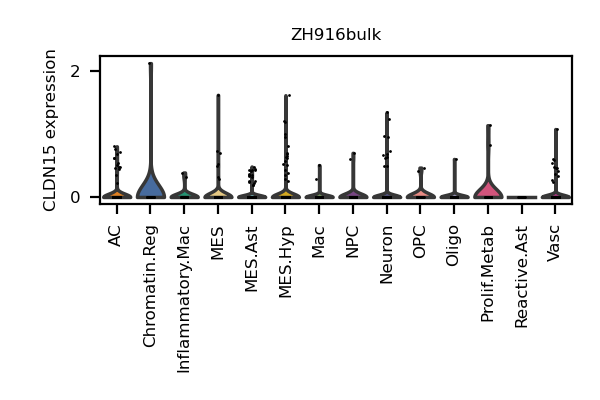 ZH916bulk
CLDN15 expression
2
0
AC
Chromatin.Reg
Inflammatory.Mac
MES
MES.Ast
MES.Hyp
Mac
NPC
Neuron
OPC
Oligo
Prolif.Metab
Reactive.Ast
Vasc